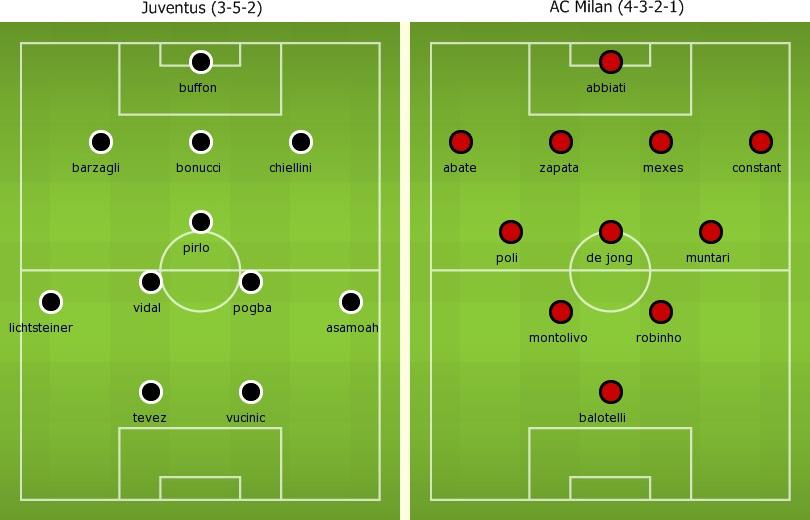 Juventus (3-5-2)
buffon
barzagli bonucci chiellini
pirlo
vidal pogba
lichtsteiner asamoah
tevez vucinic
AC Milan (4-3-2-1)
abbiati
abate zapata mexes constant
poli de jong muntari
montolivo robinho
balotelli